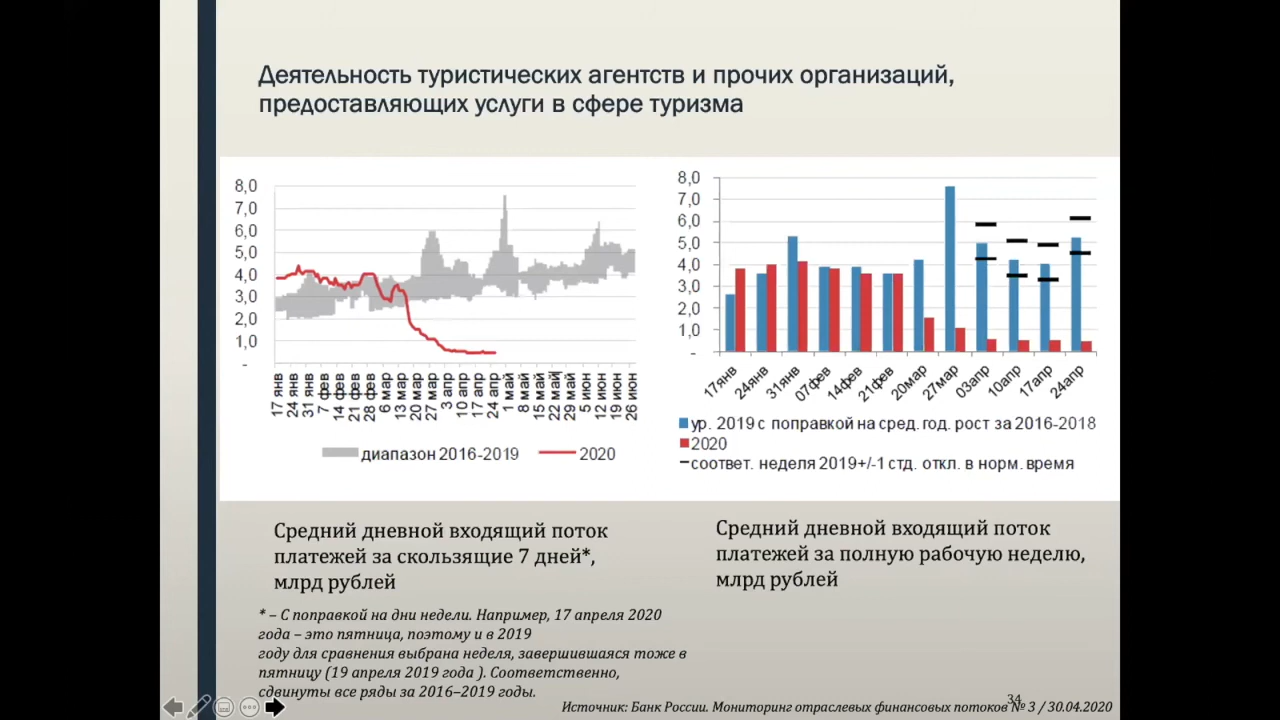 Деятельность туристических агентств и прочих организаций,
предоставляющих услуги в сфере туризма
8,0
7,0
6,0
5,0
4,0
3,0
2,0
1,0
-
17 янв
24 янв
31 янв
7 фев
14 фев
21 фев
28 фев
6 мар
13 мар
20 мар
27 мар
3 апр
10 апр
17 апр
24 апр
1 май
8 май
15 май
22 май
29 май
5 июн
12 июн
19 июн
26 июн
диапазон 2016-2019
2020
8,0
7,0
6,0
5,0
4,0
3,0
2,0
1,0
-
17янв
24янв
31янв
07фев
14фев
21фев
20мар
27мар
03апр
10апр
17апр
24апр
ур. 2019 с поправкой на сред. год. рост за 2016-2018
2020
соответ. неделя 2019+/-1 стд. откл. в норм. время
Средний дневной входящий поток
платежей за скользящие 7 дней*,
млрд рублей
Средний дневной входящий поток
платежей за полную рабочую неделю,
млрд рублей
* – С поправкой на дни недели. Например, 17 апреля 2020
года – это пятница, поэтому и в 2019
году для сравнения выбрана неделя, завершившаяся тоже в
пятницу (19 апреля 2019 года ). Соответственно,
сдвинуты все ряды за 2016–2019 годы.
34
Источник: Банк России. Мониторинг отраслевых финансовых потоков № 3 / 30.04.2020